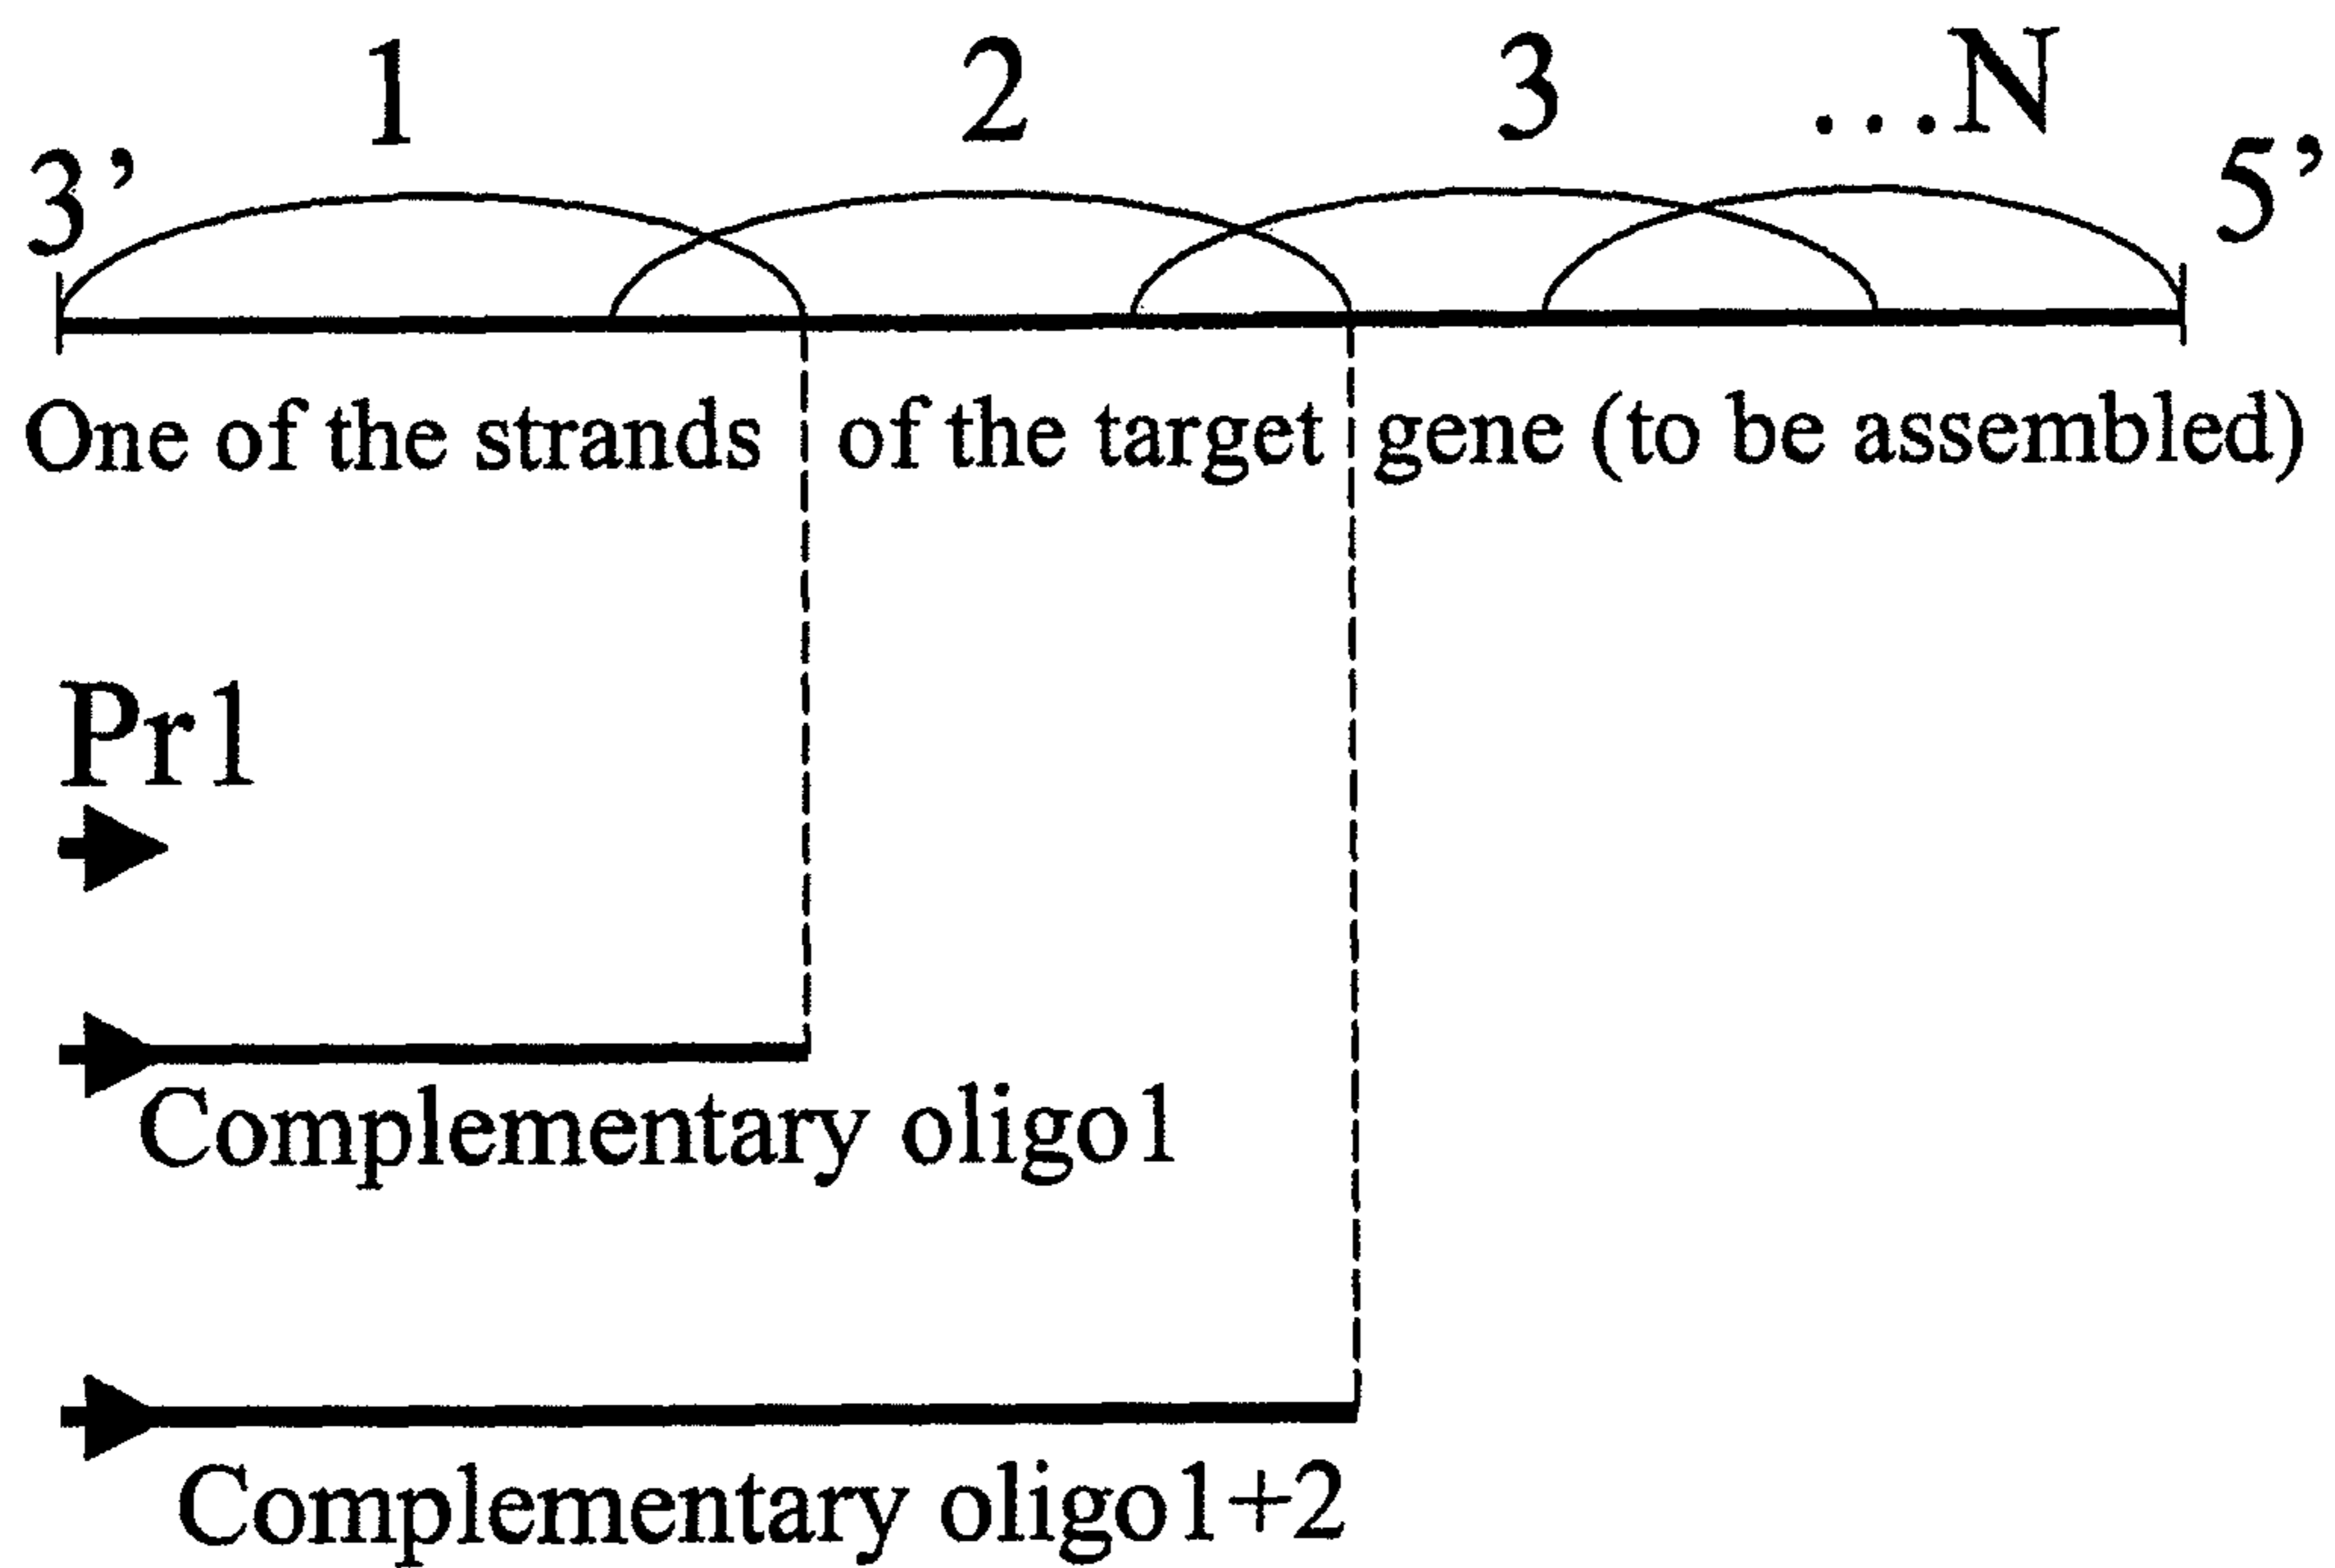 1 2 3 ...N
3’ 5’
One of the strands of the target gene (to be assembled)
Pr1
Complementary oligo1
Complementary oligo1+2